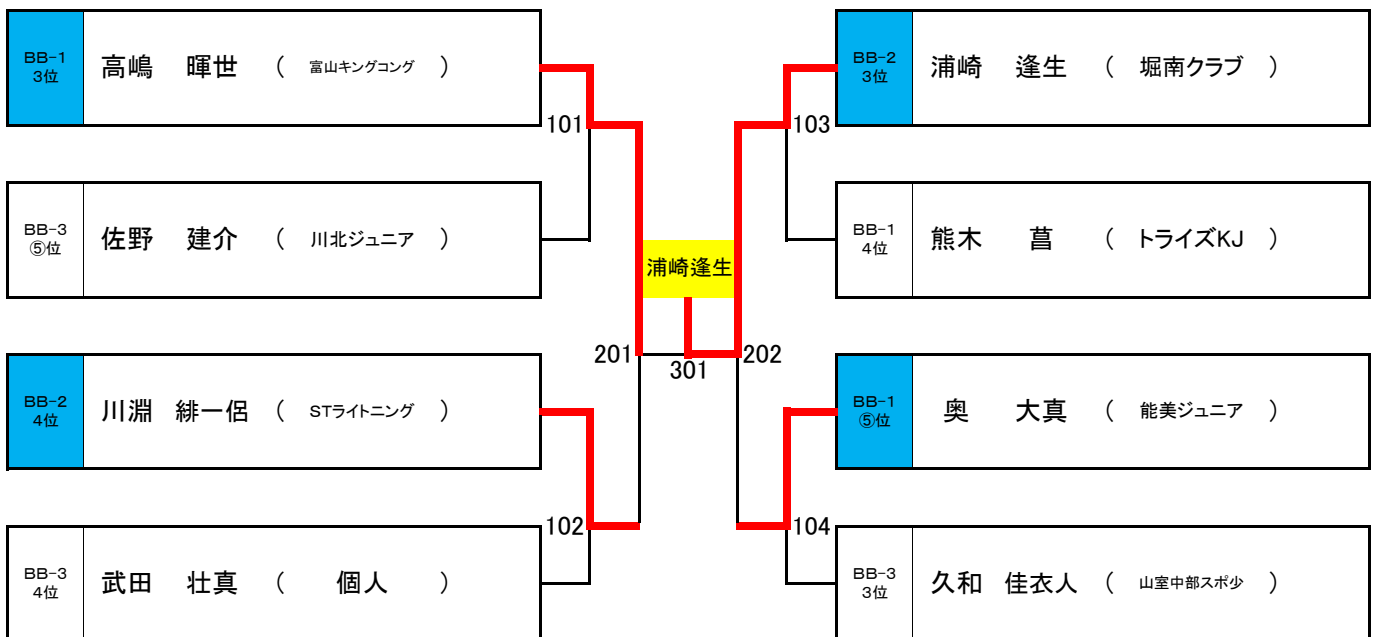 BB-1
3位
高嶋 暉世 ( 富山キングコング )
101
BB-3
⑤位
佐野 建介 ( 川北ジュニア )
BB-2
4位
川淵 緋一侶 ( STライトニング )
102
BB-3
4位
武田 壮真 ( 個人 )
201
浦崎逢生
301
202
BB-2
3位
浦崎 逢生 ( 堀南クラブ )
103
BB-1
4位
熊木 菖 ( トライズKJ )
BB-1
⑤位
奥 大真 ( 能美ジュニア )
104
BB-3
3位
久和 佳衣人 ( 山室中部スポ少 )